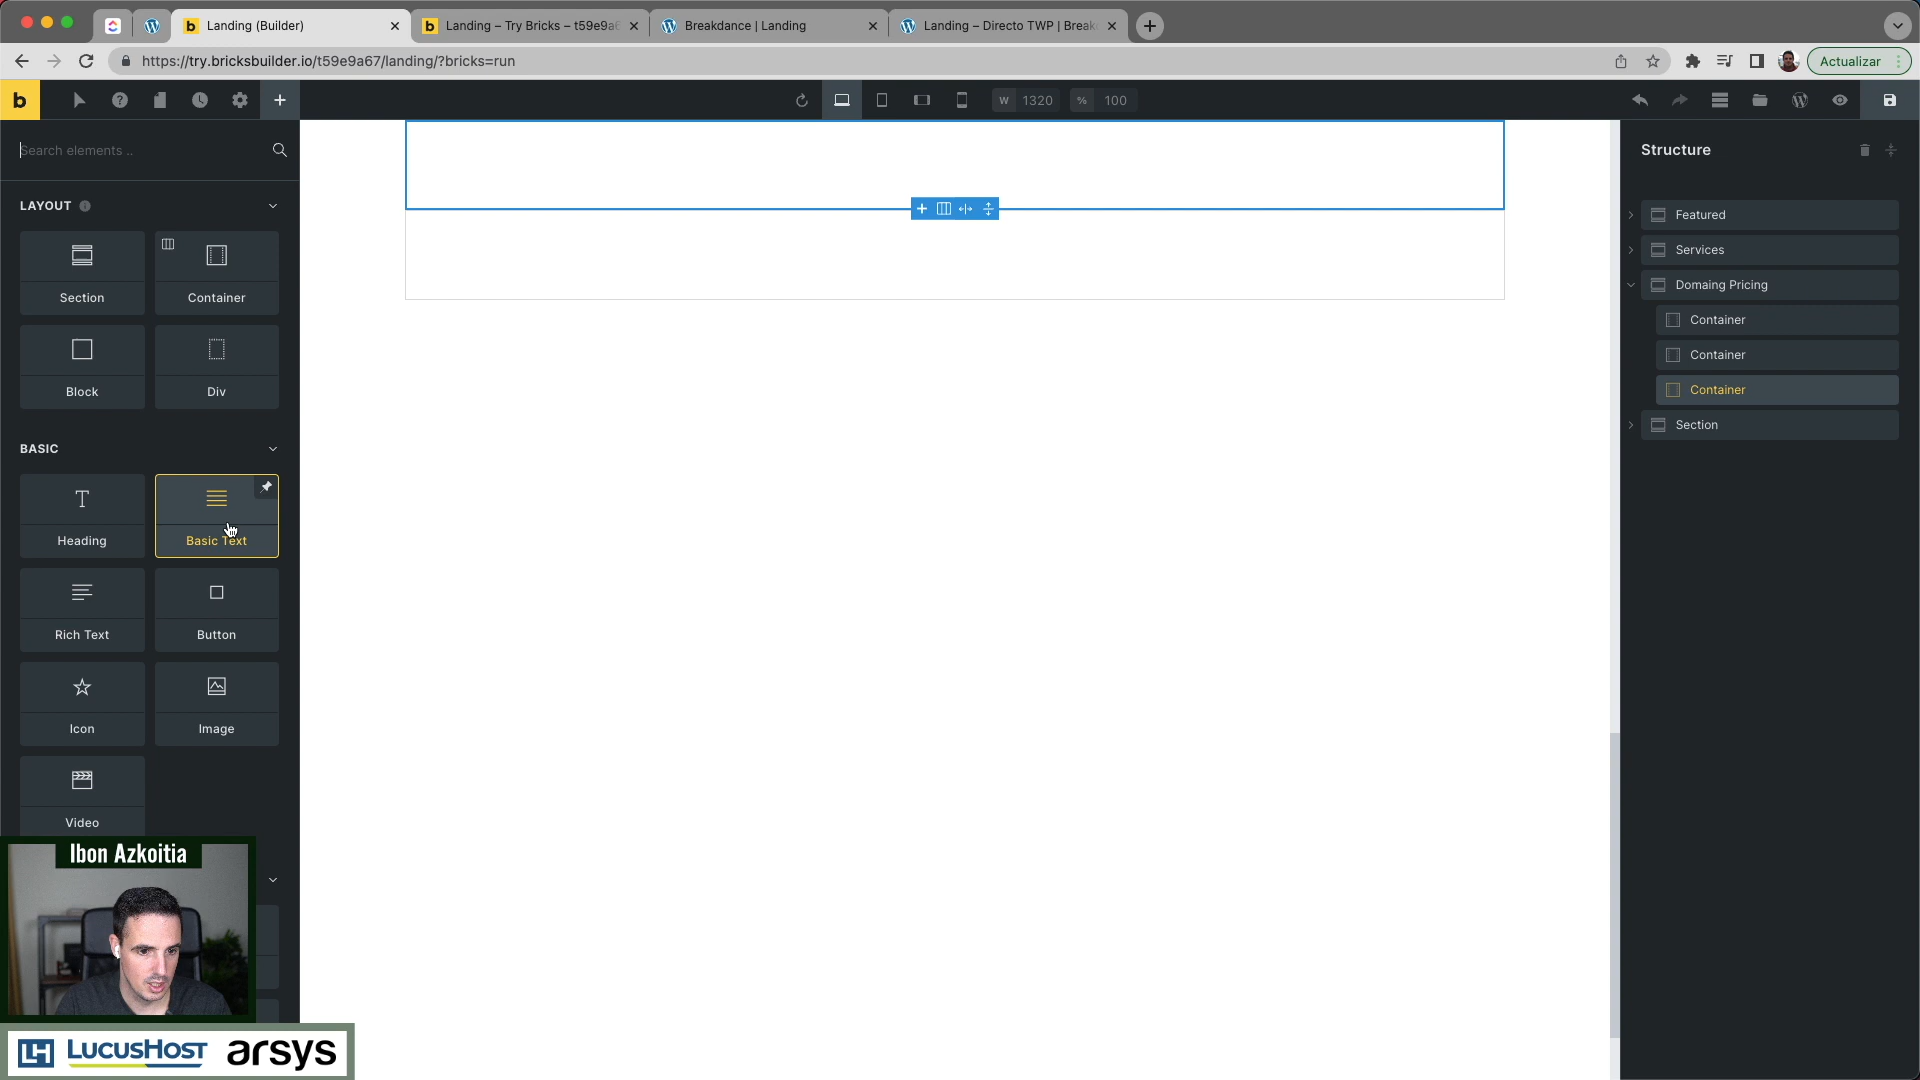 Landing (Builder)
Landing – Try Bricks – t59e9a6
Breakdance | Landing
Landing – Directo TWP | Break
https://try.bricksbuilder.io/t59e9a67/landing/?bricks=run
Actualizar
b
W 1320
% 100
Search elements ..
LAYOUT
Section
Container
Block
Div
BASIC
Heading
Basic Text
Rich Text
Button
Icon
Image
Video
Structure
Featured
Services
Domaing Pricing
Container
Container
Container
Section
Ibon Azkoitia
LH LUCUSHOST arsys